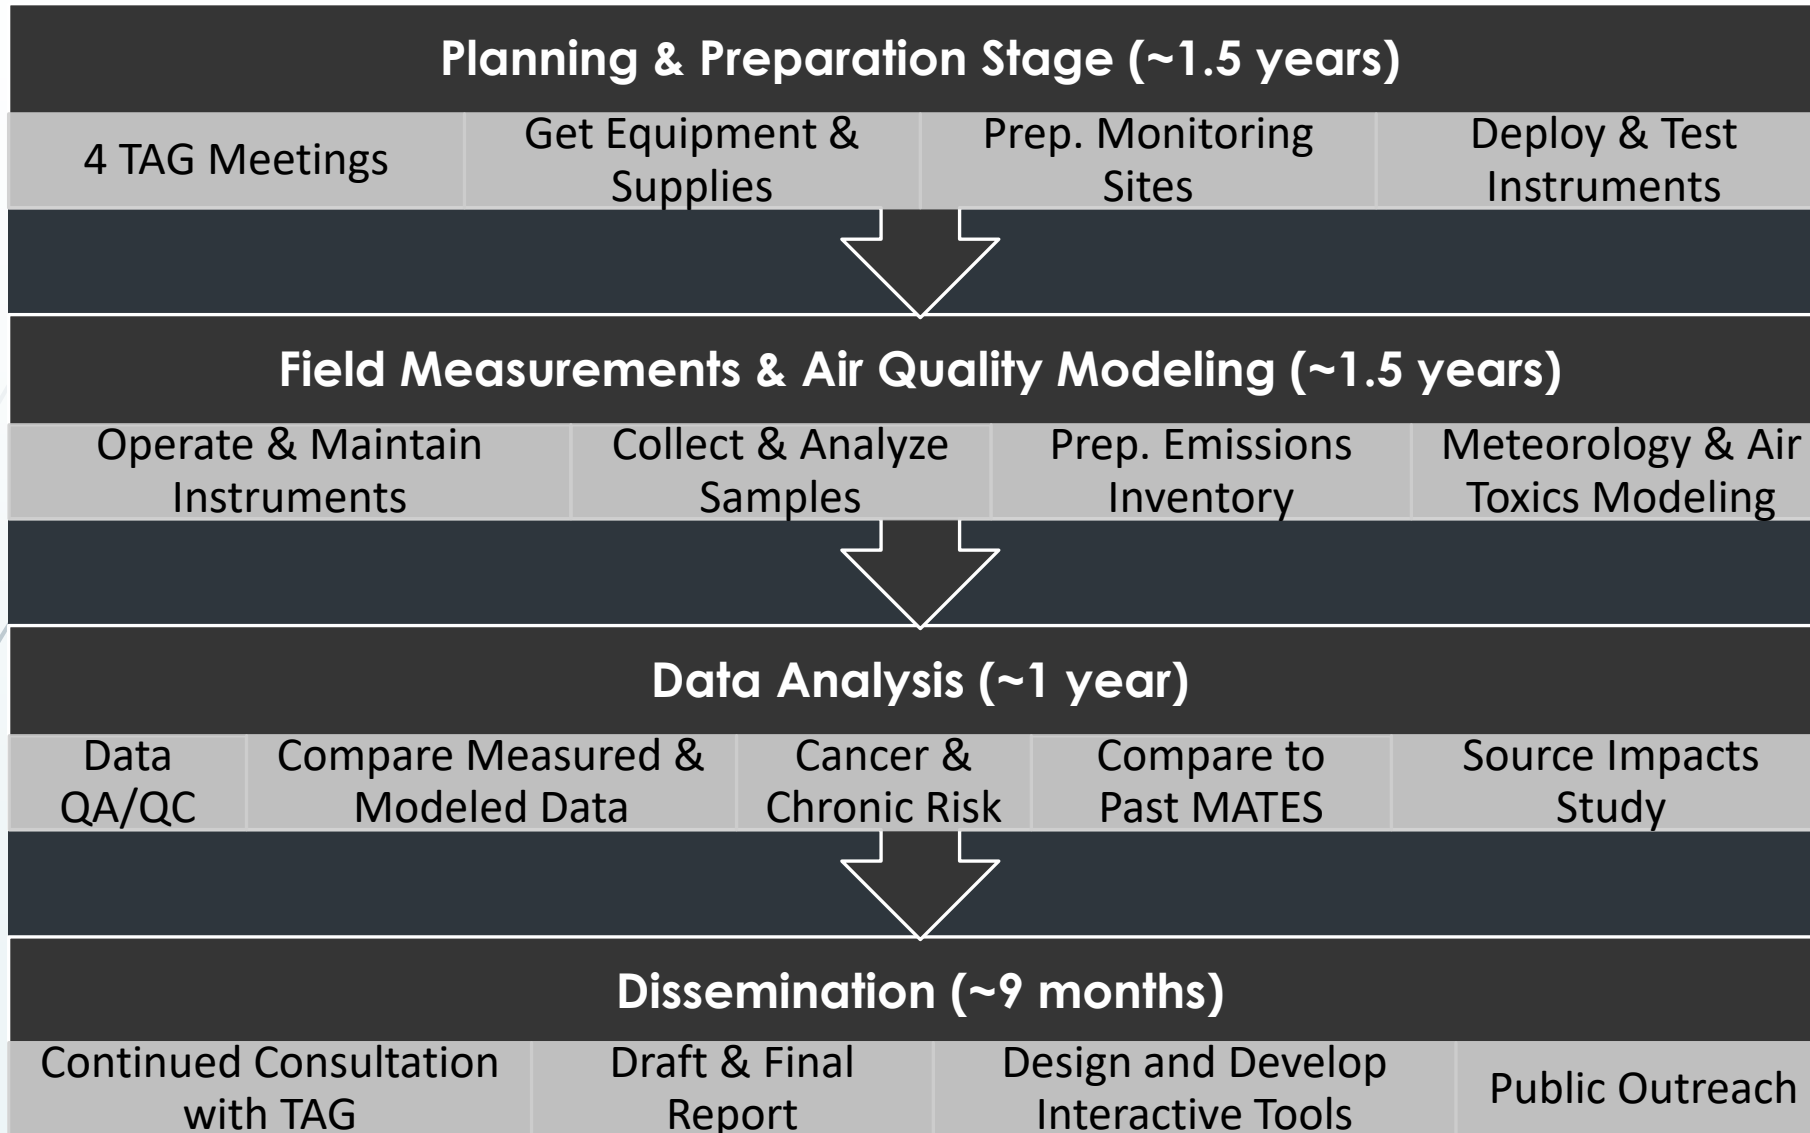 Planning & Preparation Stage (~1.5 years)
4 TAG Meetings
Get Equipment &
Supplies
Prep. Monitoring
Sites
Deploy & Test
Instruments
Field Measurements & Air Quality Modeling (~1.5 years)
Operate & Maintain
Instruments
Collect & Analyze
Samples
Prep. Emissions
Inventory
Meteorology & Air
Toxics Modeling
Data Analysis (~1 year)
Data
QA/QC
Compare Measured &
Modeled Data
Cancer &
Chronic Risk
Compare to
Past MATES
Source Impacts
Study
Dissemination (~9 months)
Continued Consultation
with TAG
Draft & Final
Report
Design and Develop
Interactive Tools
Public Outreach